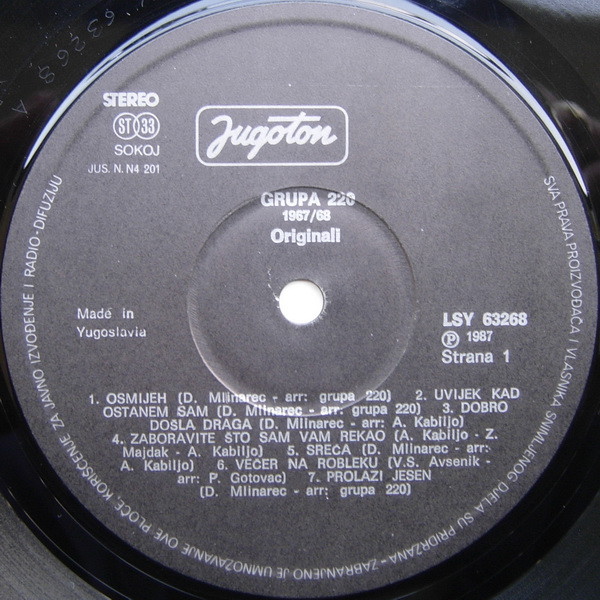 STEREO
ST 33
SOKOJ
JUS. N. N4 201
Jugoton
GRUPA 220
1967/68
Originali
Made in
Yugoslavia
LSY 63268
Ⓟ 1987
Strana 1
1. OSMIJEH (D. Mlinarec - arr: grupa 220) 2. UVIJEK KAD
OSTANEM SAM (D. Mlinarec - arr: grupa 220) 3. DOBRO
DOŠLA DRAGA (D. Mlinarec - arr: A. Kabiljo)
4. ZABORAVITE ŠTO SAM VAM REKAO (A. Kabiljo - Z.
Majdak - A. Kabiljo) 5. SREĆA (D. Mlinarec - arr:
A. Kabiljo) 6. VEČER NA ROBLEKU (V.S. Avsenik -
arr: P. Gotovac) 7. PROLAZI JESEN
(D. Mlinarec - arr: grupa 220)
SVA PRAVA PROIZVOĐAČA I VLASNIKA SNIMLJENOG DJELA SU PRIDRŽANA - ZABRANJENO JE UMNOŽAVANJE OVE PLOČE, KORIŠĆENJE ZA JAVNO IZVOĐENJE I RADIO-DIFUZIJU
63268 A